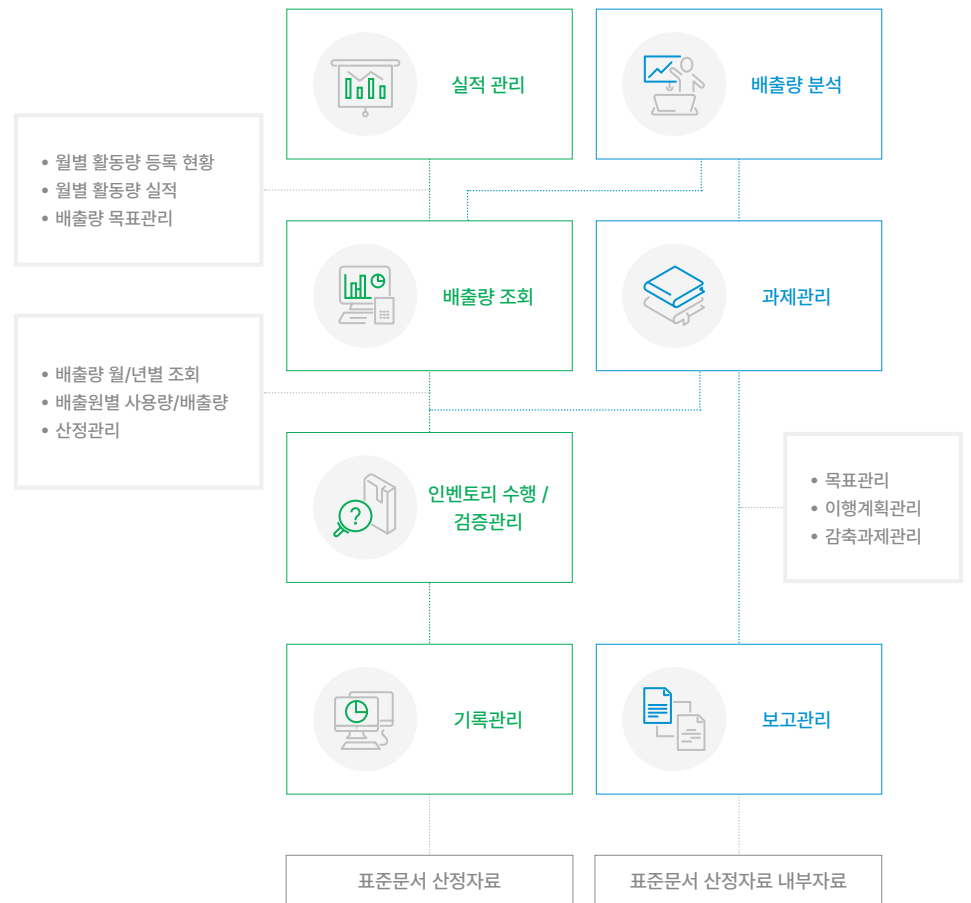 실적 관리
배출량 분석
• 월별 활동량 등록 현황
• 월별 활동량 실적
• 배출량 목표관리
배출량 조회
과제관리
• 배출량 월/년별 조회
• 배출원별 사용량/배출량
• 산정관리
인벤토리 수행 /
검증관리
?
• 목표관리
• 이행계획관리
• 감축과제관리
기록관리
보고관리
표준문서 산정자료
표준문서 산정자료 내부자료